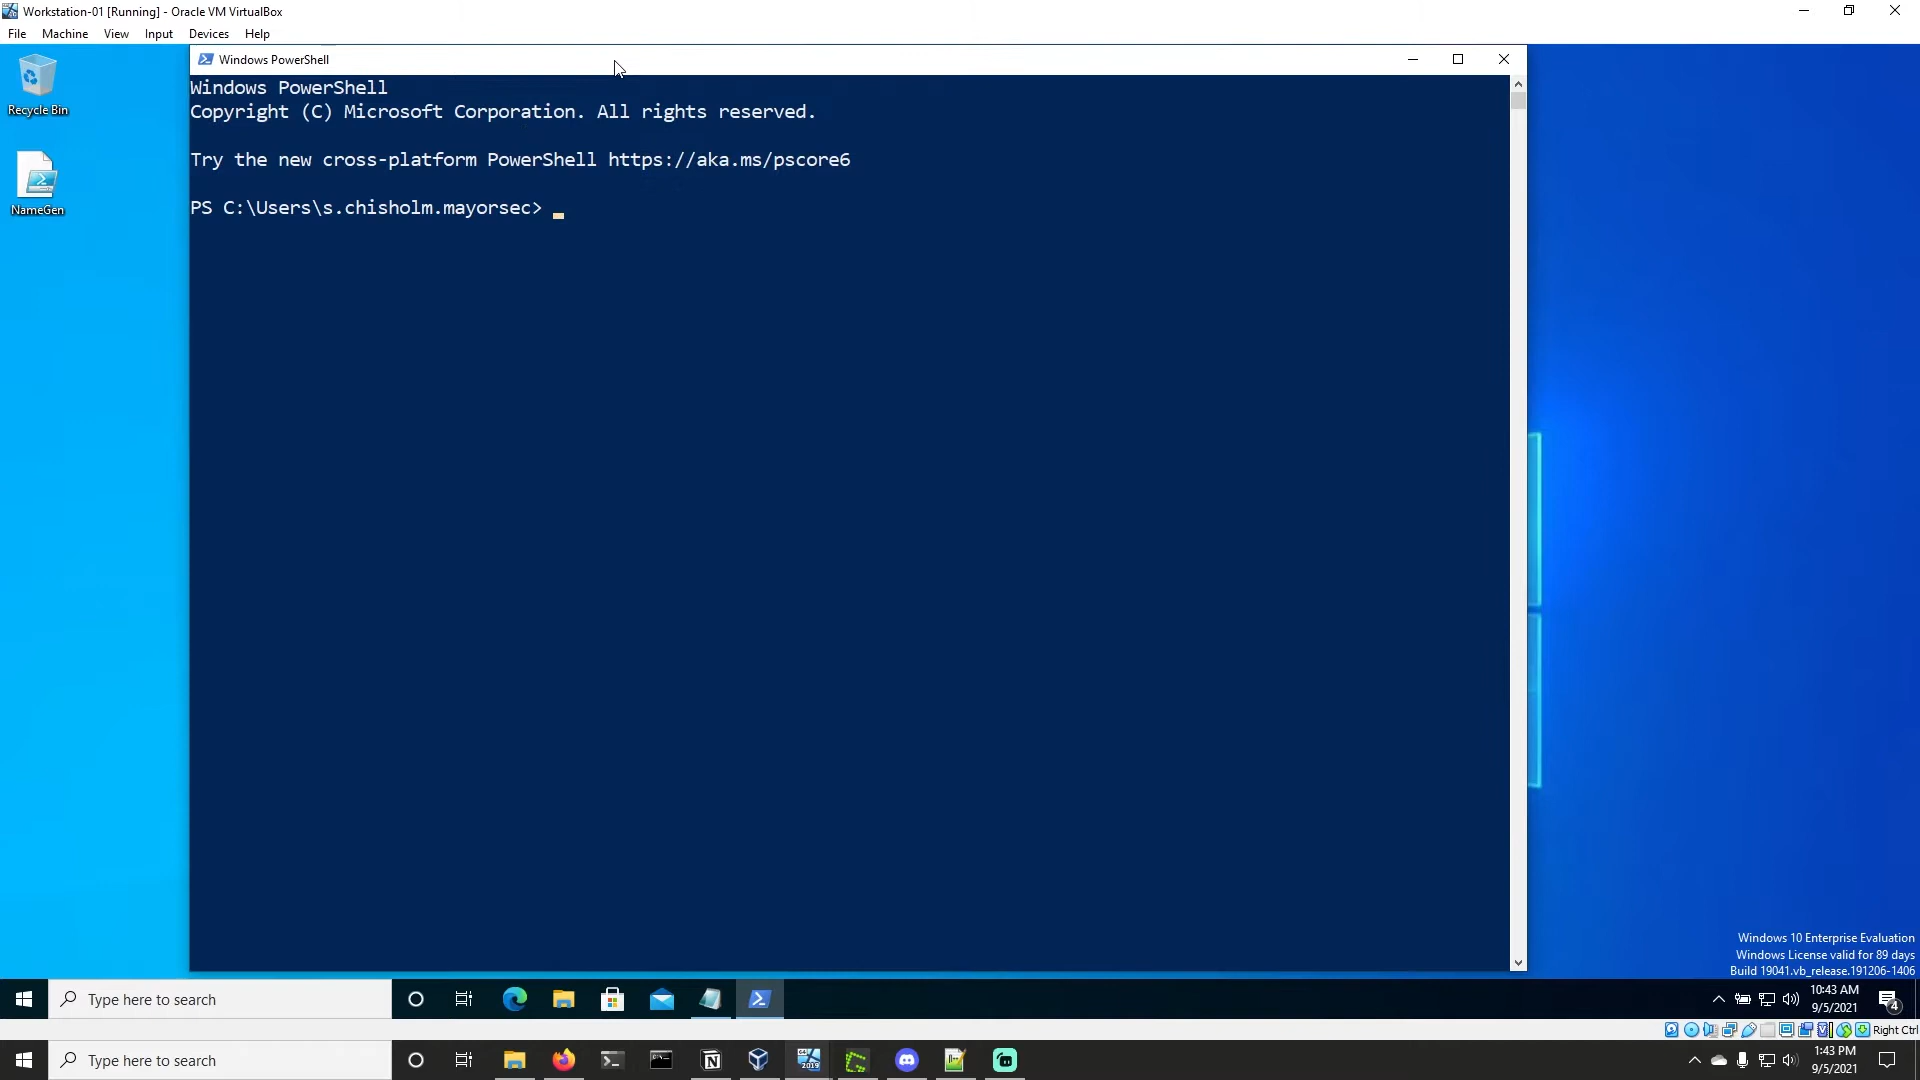 Workstation-01 [Running] - Oracle VM VirtualBox
File Machine View Input Devices Help
Recycle Bin
NameGen
Windows PowerShell
Windows PowerShell
Copyright (C) Microsoft Corporation. All rights reserved.
Try the new cross-platform PowerShell https://aka.ms/pscore6
PS C:\Users\s.chisholm.mayorsec>
Windows 10 Enterprise Evaluation
Windows License valid for 89 days
Build 19041.vb_release.191206-1406
Type here to search
10:43 AM
9/5/2021
4
Right Ctrl
Type here to search
64
2019
1:43 PM
9/5/2021